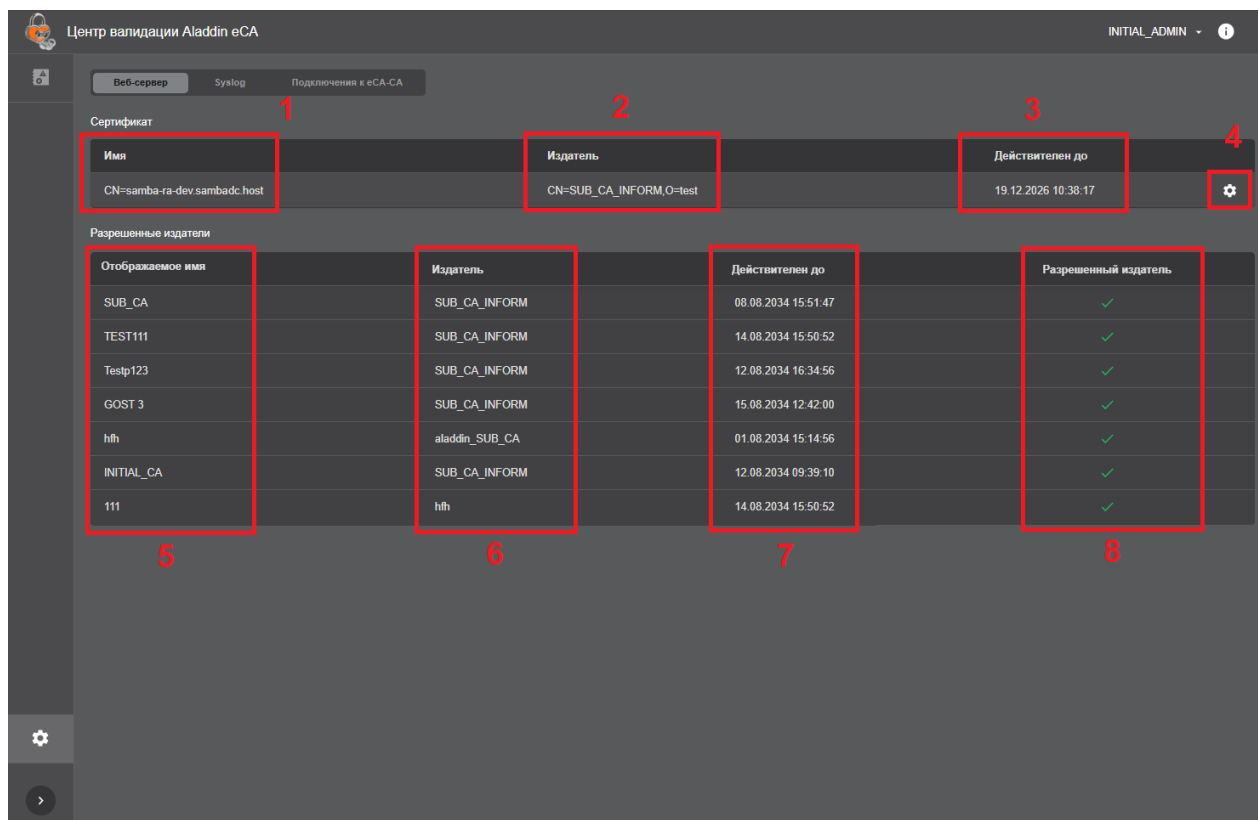 Центр валидации Aladdin eCA
INITIAL_ADMIN
Веб-сервер Syslog Подключения к eCA-CA
1 2 3 4
Сертификат
Имя Издатель Действителен до
CN=samba-ra-dev.sambadc.host CN=SUB_CA_INFORM,O=test 19.12.2026 10:38:17
Разрешенные издатели
Отображаемое имя Издатель Действителен до Разрешенный издатель
SUB_CA SUB_CA_INFORM 08.08.2034 15:51:47
TEST111 SUB_CA_INFORM 14.08.2034 15:50:52
Testp123 SUB_CA_INFORM 12.08.2034 16:34:56
GOST 3 SUB_CA_INFORM 15.08.2034 12:42:00
hfh aladdin_SUB_CA 01.08.2034 15:14:56
INITIAL_CA SUB_CA_INFORM 12.08.2034 09:39:10
111 hfh 14.08.2034 15:50:52
5 6 7 8